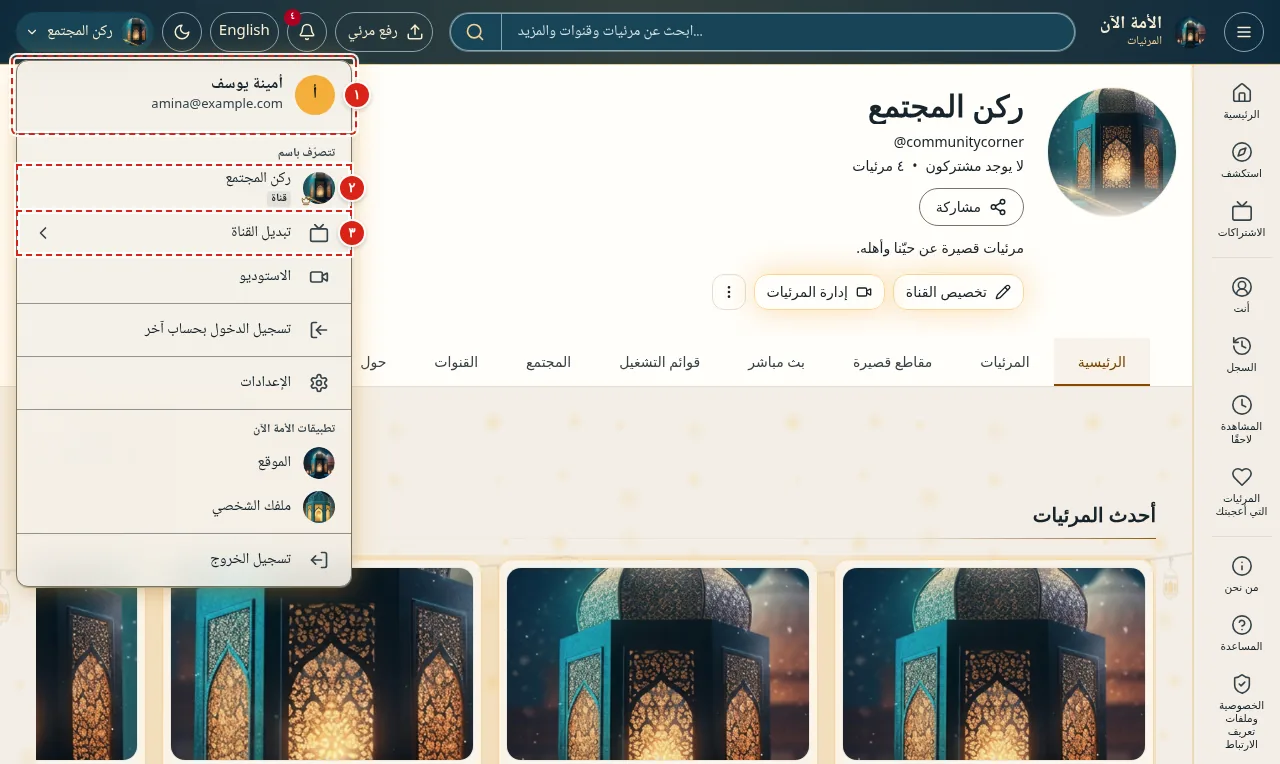 الأمة الآن
المرئيات
ابحث عن مرئيات وقنوات والمزيد...
رفع مرئي
٤
English
ركن المجتمع
الرئيسية
استكشف
الاشتراكات
أنت
السجل
المشاهدة
لاحقًا
المرئيات
التي أعجبتك
من نحن
المساعدة
الخصوصية
وملفات
تعريف
الارتباط
ركن المجتمع
@communitycorner
لا يوجد مشتركون • ٤ مرئيات
مشاركة
مرئيات قصيرة عن حيّنا وأهله.
تخصيص القناة
إدارة المرئيات
الرئيسية
المرئيات
مقاطع قصيرة
بث مباشر
قوائم التشغيل
المجتمع
القنوات
حول
أحدث المرئيات
١
أ
أمينة يوسف
amina@example.com
تتصرّف باسم
٢
ركن المجتمع
قناة
٣
تبديل القناة
الاستوديو
تسجيل الدخول بحساب آخر
الإعدادات
تطبيقات الأمة الآن
الموقع
ملفك الشخصي
تسجيل الخروج